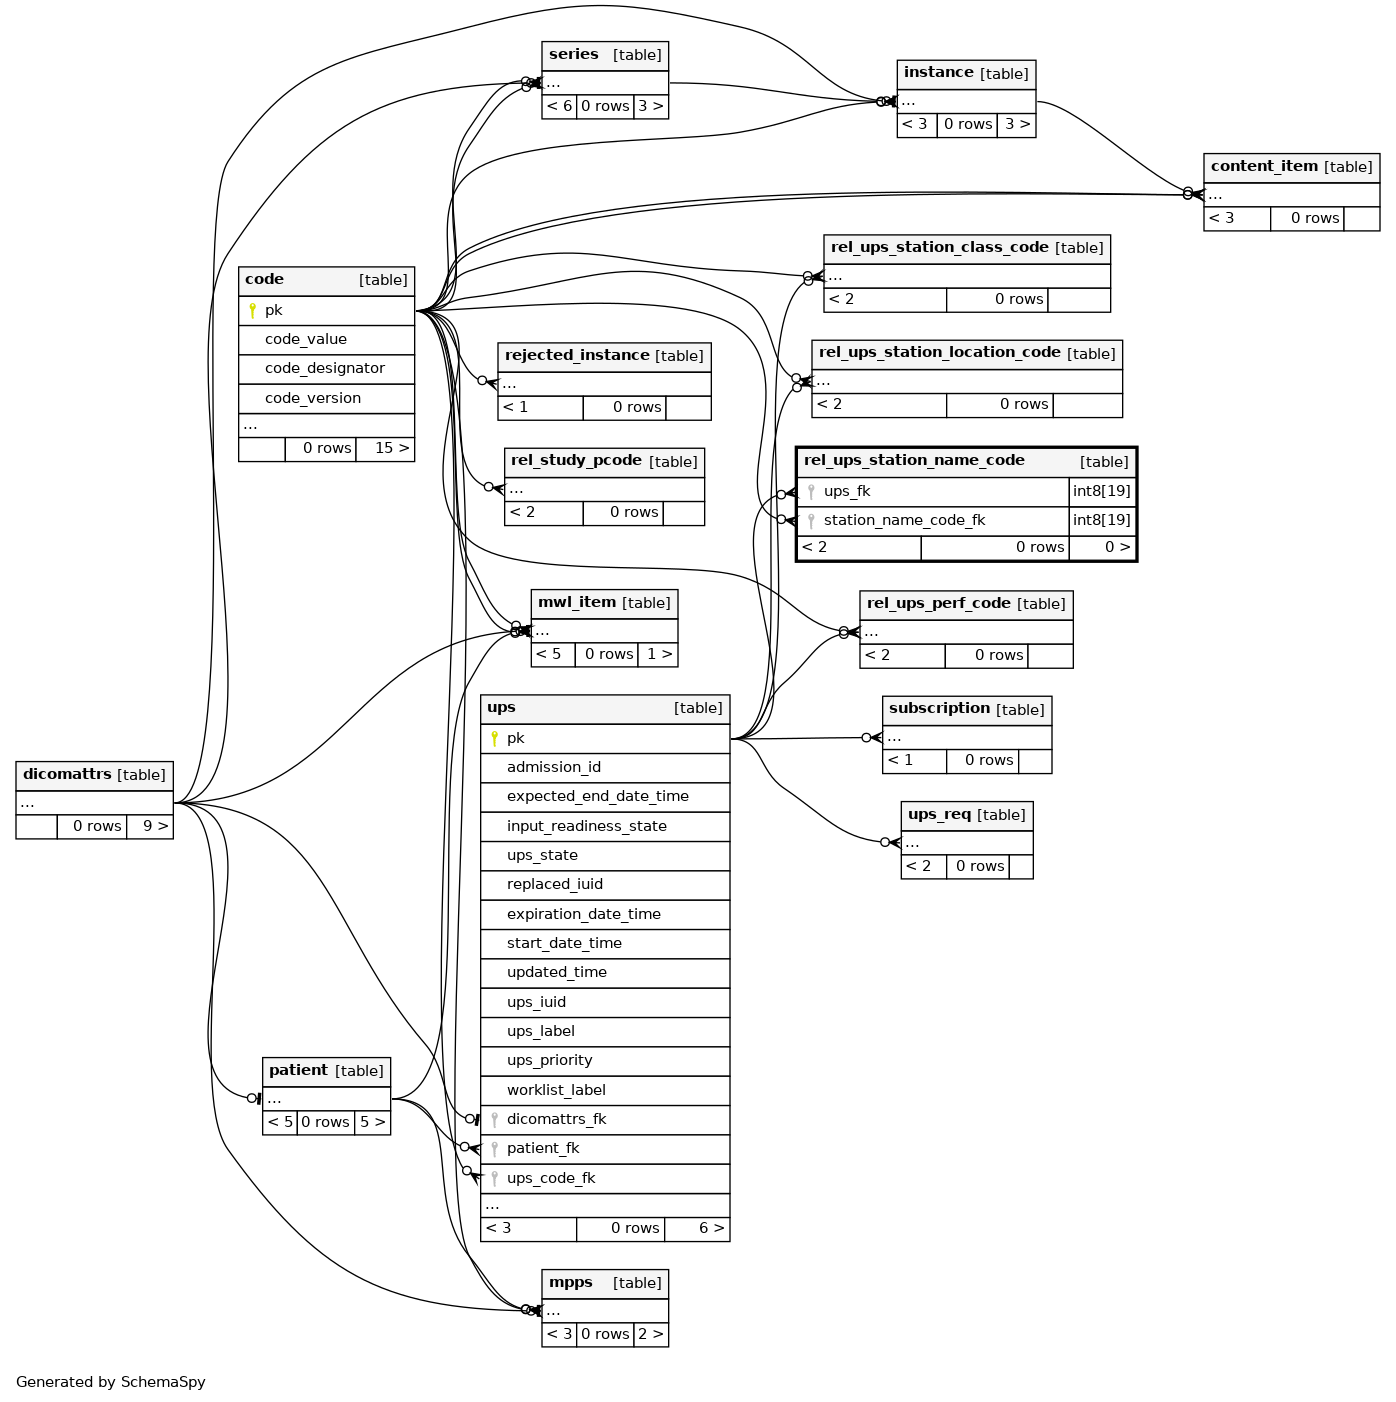 series [table]
...
< 6 0 rows 3 >
instance [table]
...
< 3 0 rows 3 >
content_item [table]
...
< 3 0 rows
rel_ups_station_class_code [table]
...
< 2 0 rows
code [table]
pk
code_value
code_designator
code_version
...
0 rows 15 >
rejected_instance [table]
...
< 1 0 rows
rel_ups_station_location_code [table]
...
< 2 0 rows
rel_study_pcode [table]
...
< 2 0 rows
rel_ups_station_name_code [table]
ups_fk int8[19]
station_name_code_fk int8[19]
< 2 0 rows 0 >
mwl_item [table]
...
< 5 0 rows 1 >
rel_ups_perf_code [table]
...
< 2 0 rows
ups [table]
pk
admission_id
expected_end_date_time
input_readiness_state
ups_state
replaced_iuid
expiration_date_time
start_date_time
updated_time
ups_iuid
ups_label
ups_priority
worklist_label
dicomattrs_fk
patient_fk
ups_code_fk
...
< 3 0 rows 6 >
subscription [table]
...
< 1 0 rows
dicomattrs [table]
...
0 rows 9 >
ups_req [table]
...
< 2 0 rows
patient [table]
...
< 5 0 rows 5 >
mpps [table]
...
< 3 0 rows 2 >
Generated by SchemaSpy